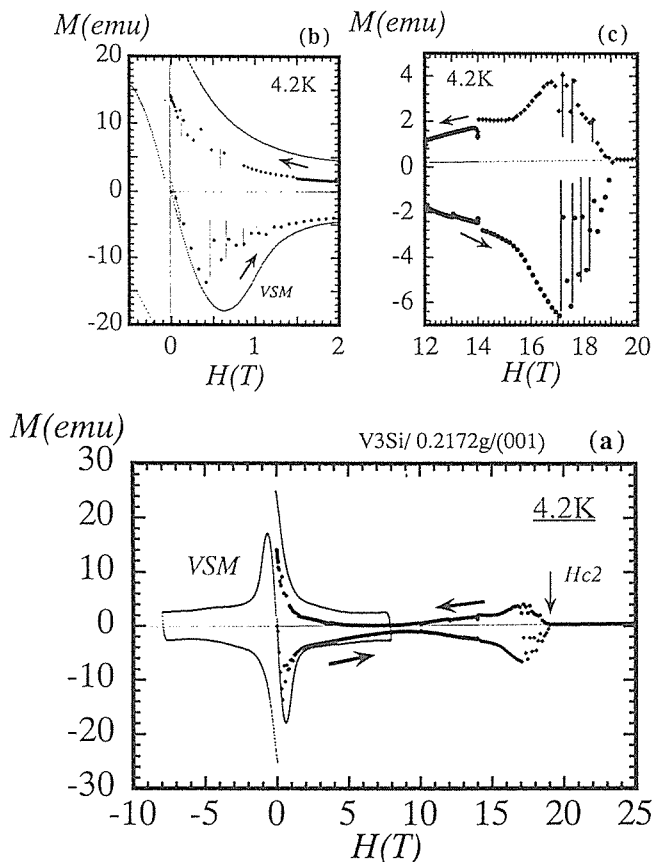 M(emu)
(b)
M(emu)
(c)
20
10
0
-10
-20
4.2K
VSM
0
1
2
H(T)
4
2
0
-2
-4
-6
4.2K
12
14
16
18
20
H(T)
M(emu)
V3Si/ 0.2172g/(001)
(a)
30
20
10
0
-10
-20
-30
4.2K
VSM
Hc2
-10
-5
0
5
10
15
20
25
H(T)